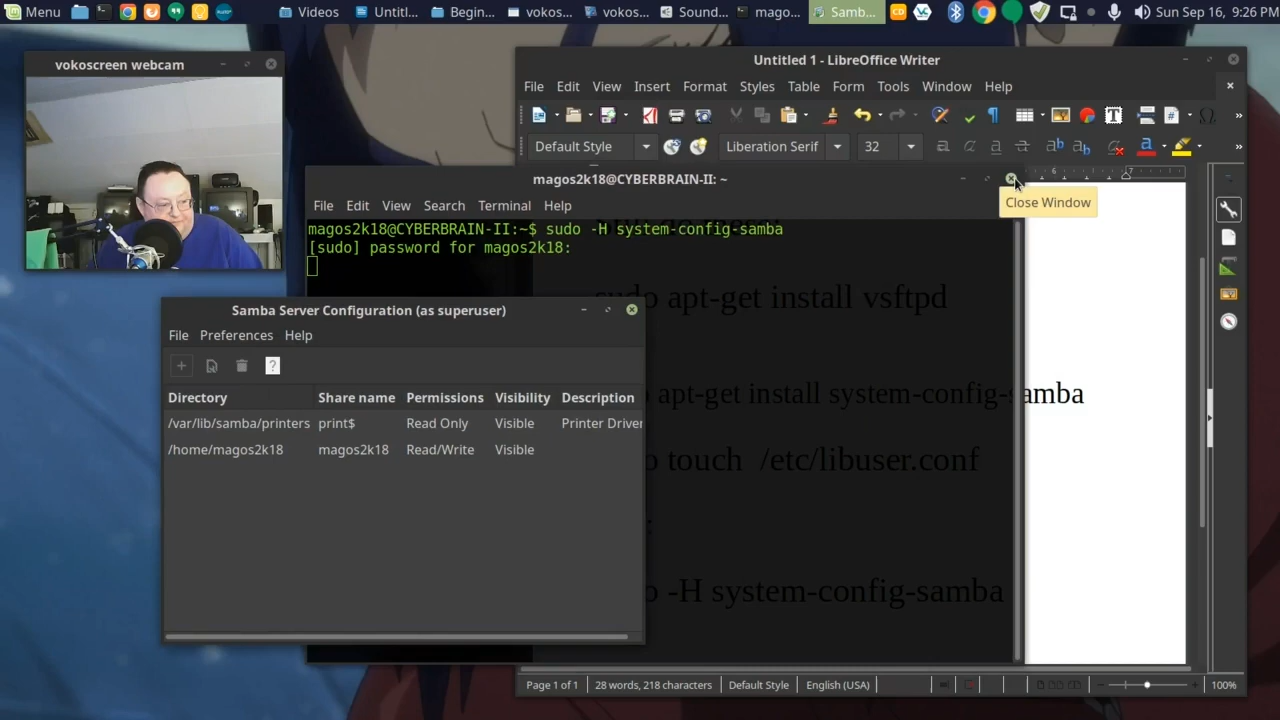 Menu
Videos
Untitl...
Begin...
vokos...
vokos...
Sound...
mago...
Samb...
Sun Sep 16, 9:26 PM
vokoscreen webcam
Untitled 1 - LibreOffice Writer
File Edit View Insert Format Styles Table Form Tools Window Help
Default Style
Liberation Serif
32
6
7
magos2k18@CYBERBRAIN-II: ~
Close Window
File Edit View Search Terminal Help
magos2k18@CYBERBRAIN-II:~$ sudo -H system-config-samba
[sudo] password for magos2k18:
sudo apt-get install vsftpd
o apt-get install system-config-samba
o touch /etc/libuser.conf
:
o -H system-config-samba
Samba Server Configuration (as superuser)
File Preferences Help
Directory Share name Permissions Visibility Description
/var/lib/samba/printers print$ Read Only Visible Printer Driver
/home/magos2k18 magos2k18 Read/Write Visible
Page 1 of 1
28 words, 218 characters
Default Style
English (USA)
100%